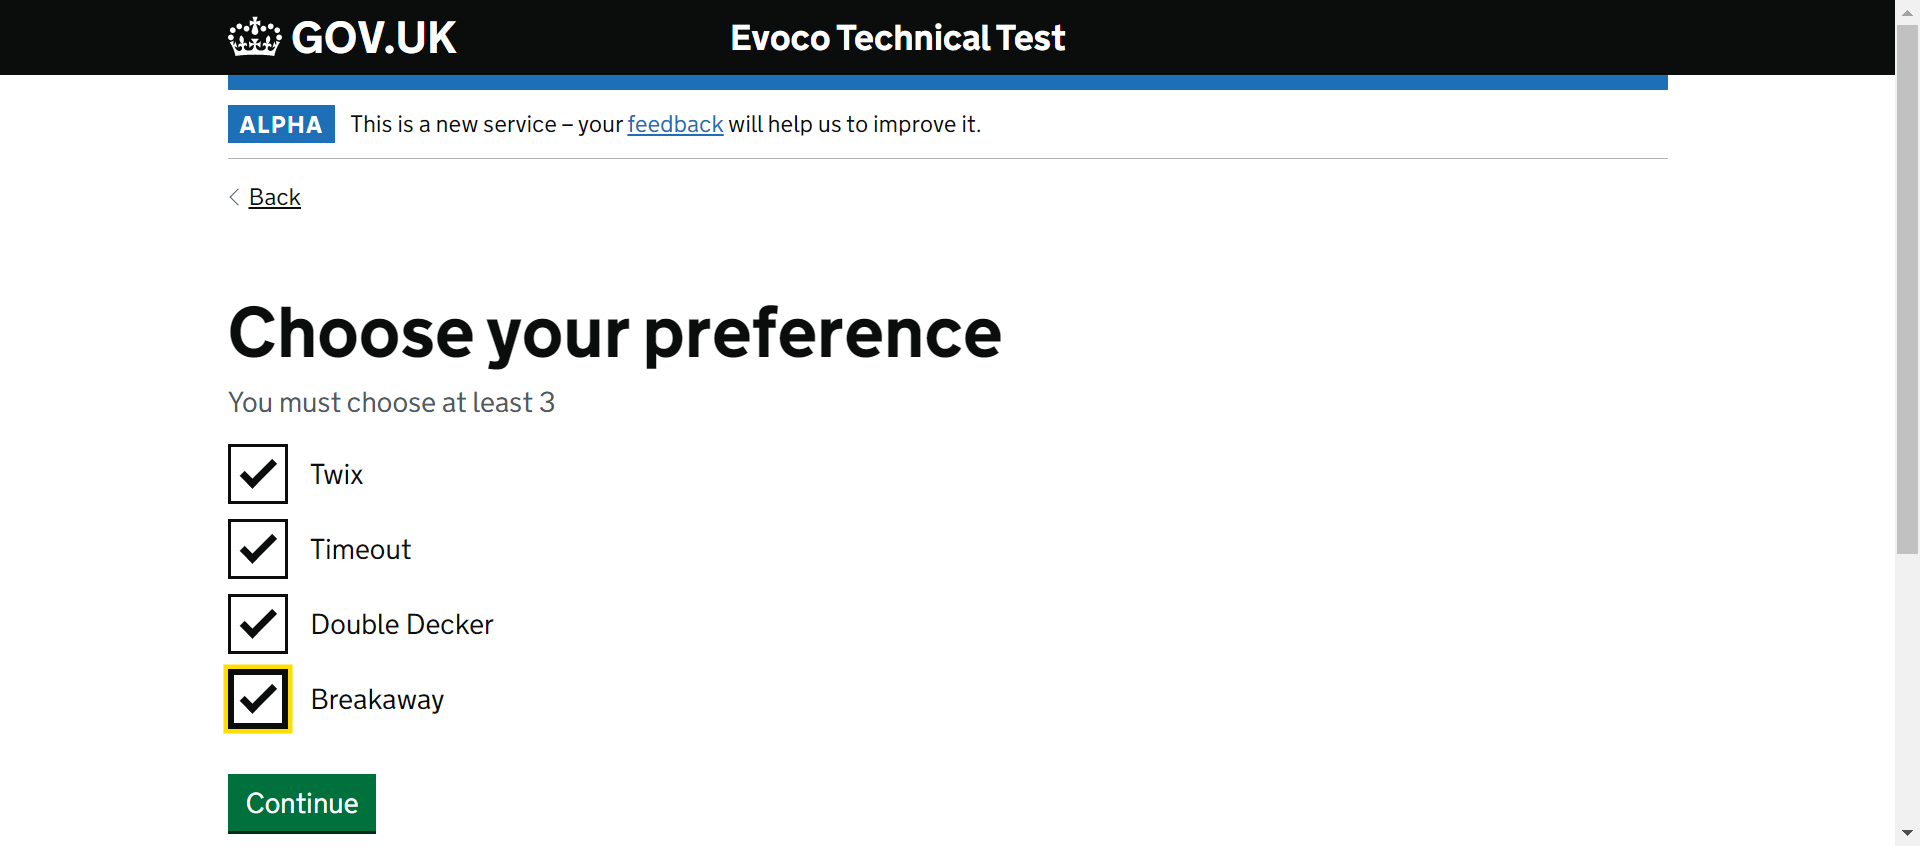 GOV.UK
Evoco Technical Test
ALPHA This is a new service – your feedback will help us to improve it.
Back
Choose your preference
You must choose at least 3
Twix
Timeout
Double Decker
Breakaway
Continue